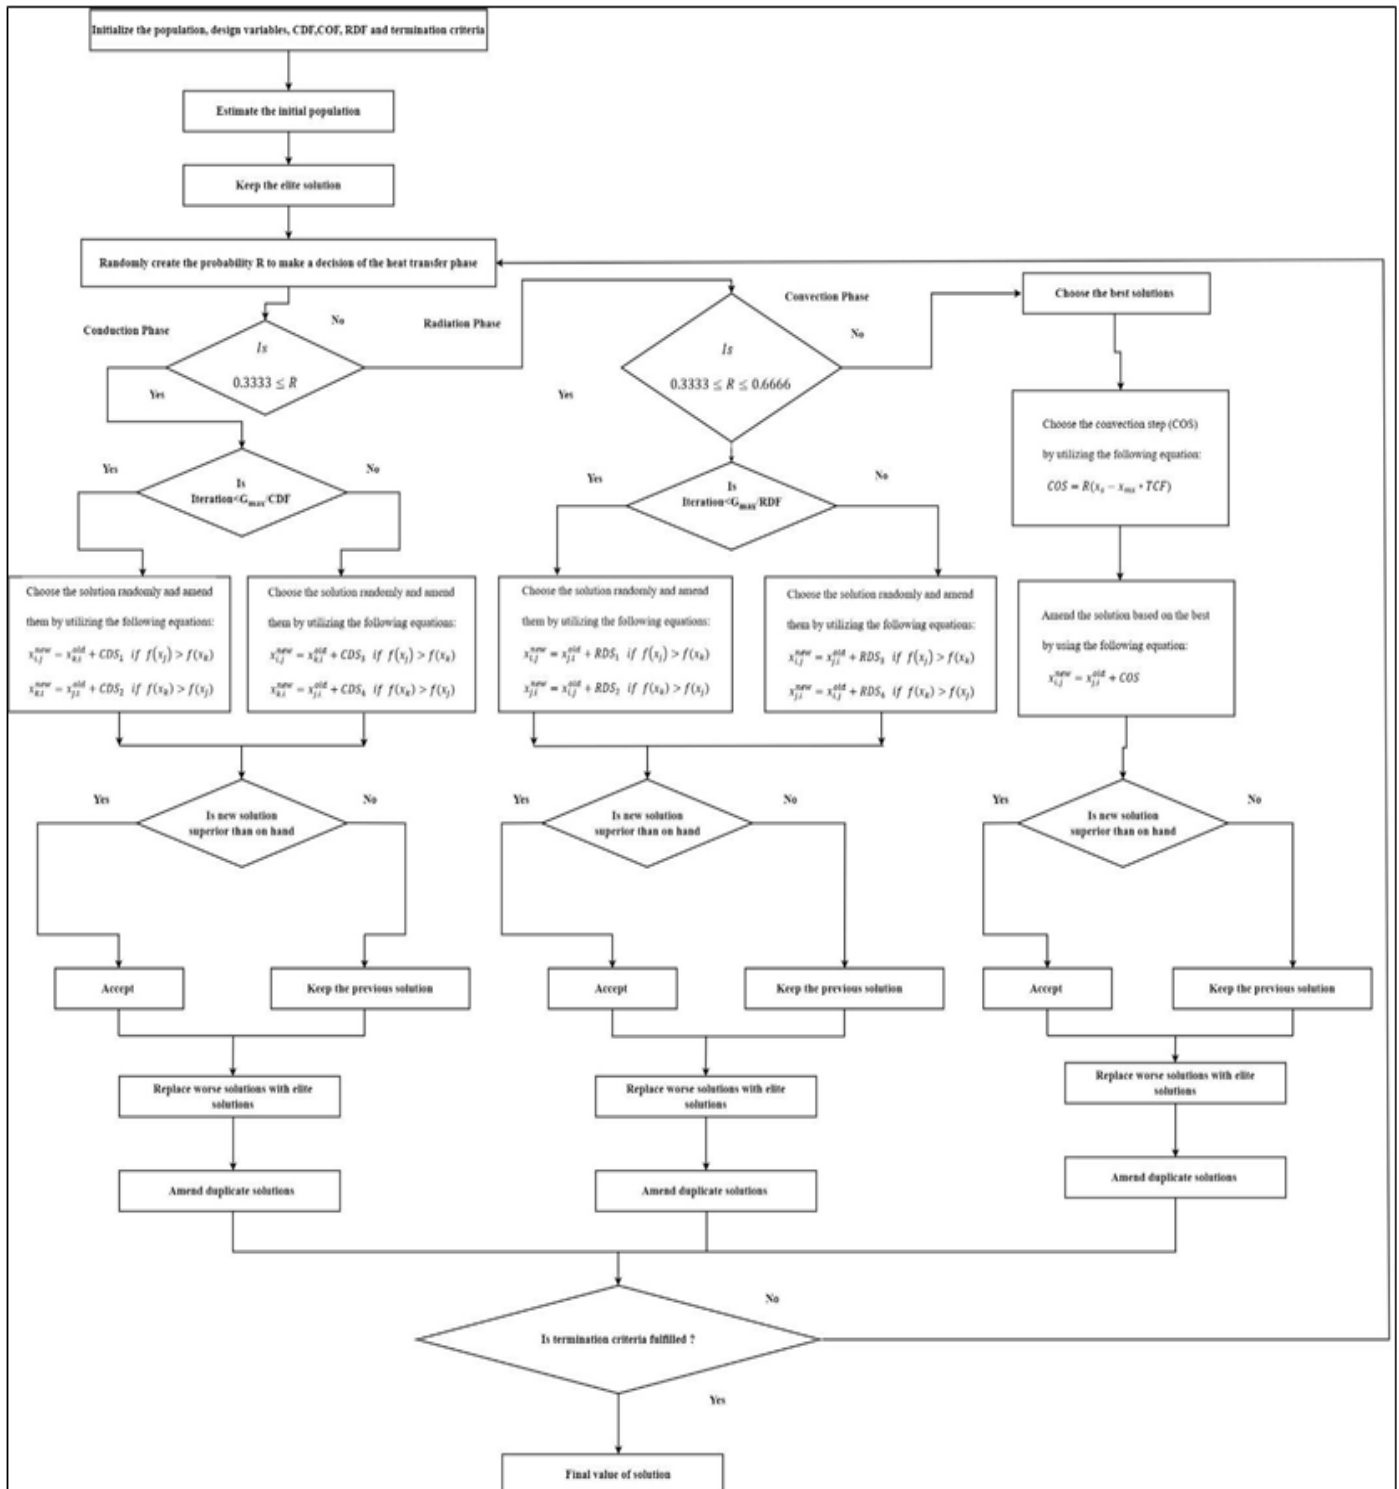 Initialize the population, design variables, CDF,COF, RDF and termination criteria
Estimate the initial population
Keep the elite solution
Randomly create the probability R to make a decision of the heat transfer phase
Conduction Phase
No
Radiation Phase
Convection Phase
No
Choose the best solutions
Is
0.3333 ≤ R
Yes
Is
0.3333 ≤ R ≤ 0.6666
Yes
Choose the convection step (COS)
by utilizing the following equation:
COS = R(xₛ − xₘₛ * TCF)
Yes
No
Is
Iteration<Gmax/CDF
Yes
No
Is
Iteration<Gmax/RDF
Choose the solution randomly and amend
them by utilizing the following equations:
x_{i,j}^{new} = x_{k,i}^{old} + CDS₁ if f(x_j) > f(x_k)
x_{k,i}^{new} = x_{j,i}^{old} + CDS₂ if f(x_k) > f(x_j)
Choose the solution randomly and amend
them by utilizing the following equations:
x_{i,j}^{new} = x_{k,i}^{old} + CDS₃ if f(x_j) > f(x_k)
x_{k,i}^{new} = x_{j,i}^{old} + CDS₄ if f(x_k) > f(x_j)
Choose the solution randomly and amend
them by utilizing the following equations:
x_{i,j}^{new} = x_{j,i}^{old} + RDS₁ if f(x_j) > f(x_k)
x_{j,i}^{new} = x_{i,j}^{old} + RDS₂ if f(x_k) > f(x_j)
Choose the solution randomly and amend
them by utilizing the following equations:
x_{i,j}^{new} = x_{j,i}^{old} + RDS₃ if f(x_j) > f(x_k)
x_{j,i}^{new} = x_{i,j}^{old} + RDS₄ if f(x_k) > f(x_j)
Amend the solution based on the best
by using the following equation:
x_{i,j}^{new} = x_{j,i}^{old} + COS
Yes
No
Is new solution
superior than on hand
Yes
No
Is new solution
superior than on hand
Yes
No
Is new solution
superior than on hand
Accept
Keep the previous solution
Accept
Keep the previous solution
Accept
Keep the previous solution
Replace worse solutions with elite
solutions
Replace worse solutions with elite
solutions
Replace worse solutions with elite
solutions
Amend duplicate solutions
Amend duplicate solutions
Amend duplicate solutions
No
Is termination criteria fulfilled ?
Yes
Final value of solution